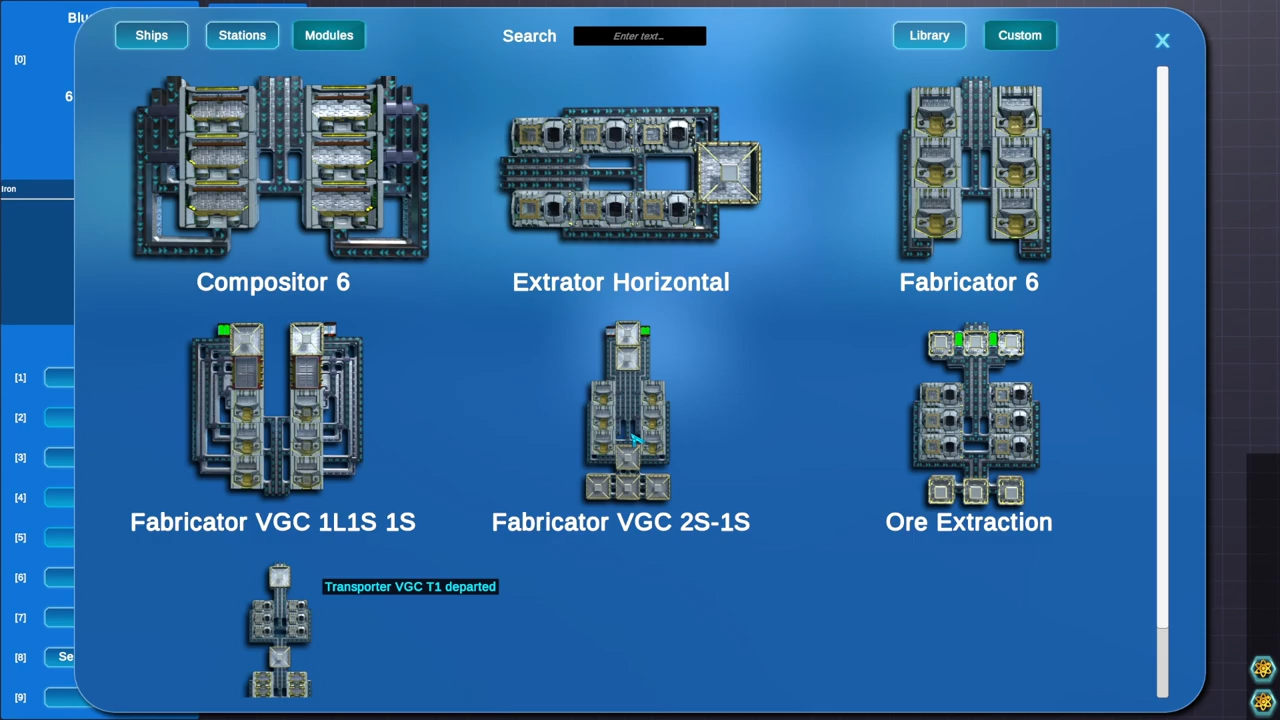 Blu
Ships
Stations
Modules
Search
Enter text...
Library
Custom
X
[0]
6
Iron
Compositor 6
Extrator Horizontal
Fabricator 6
[1]
[2]
[3]
[4]
[5]
Fabricator VGC 1L1S 1S
Fabricator VGC 2S-1S
Ore Extraction
[6]
Transporter VGC T1 departed
[7]
[8]
Se
[9]